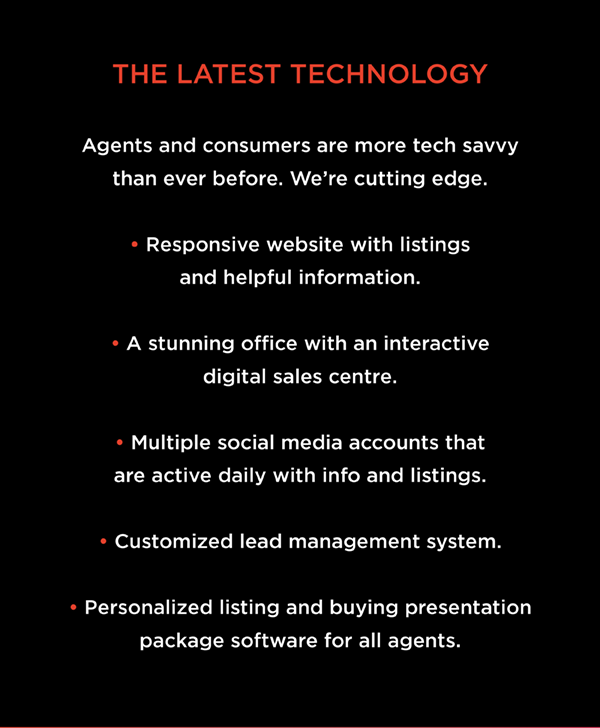 THE LATEST TECHNOLOGY
Agents and consumers are more tech savvy
than ever before. We’re cutting edge.
• Responsive website with listings
and helpful information.
• A stunning office with an interactive
digital sales centre.
• Multiple social media accounts that
are active daily with info and listings.
• Customized lead management system.
• Personalized listing and buying presentation
package software for all agents.